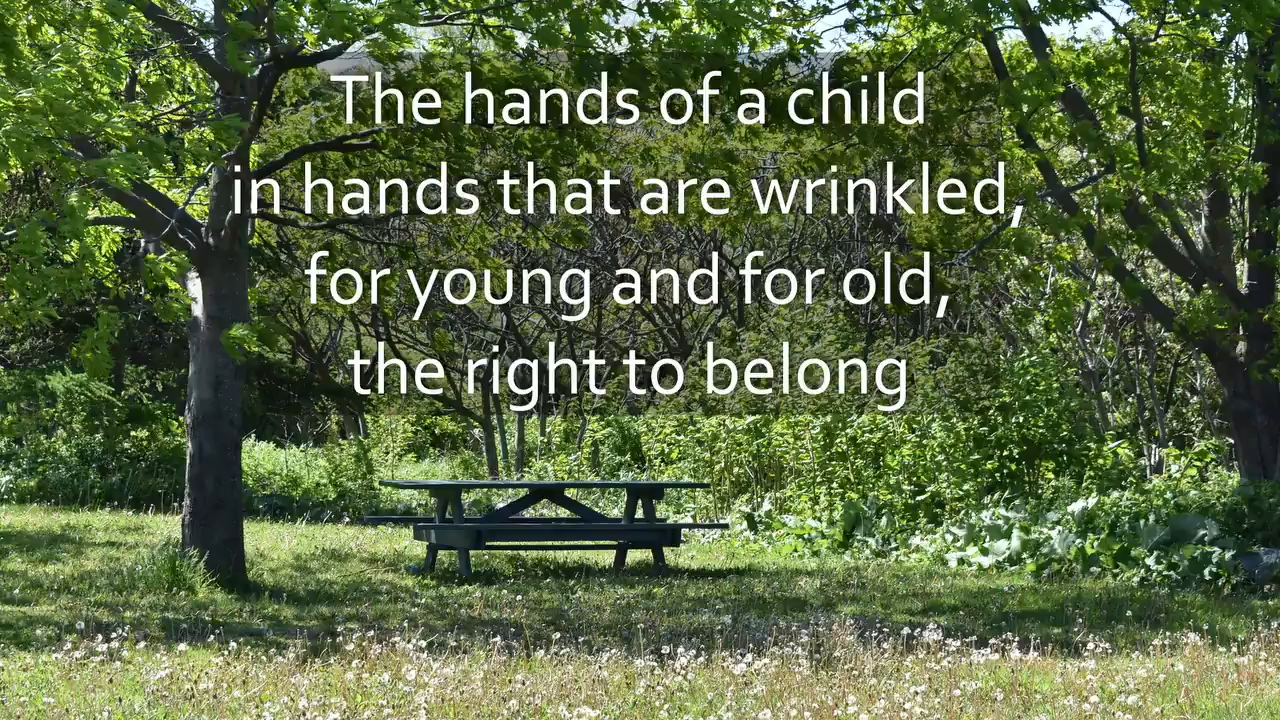 The hands of a child
in hands that are wrinkled,
for young and for old,
the right to belong